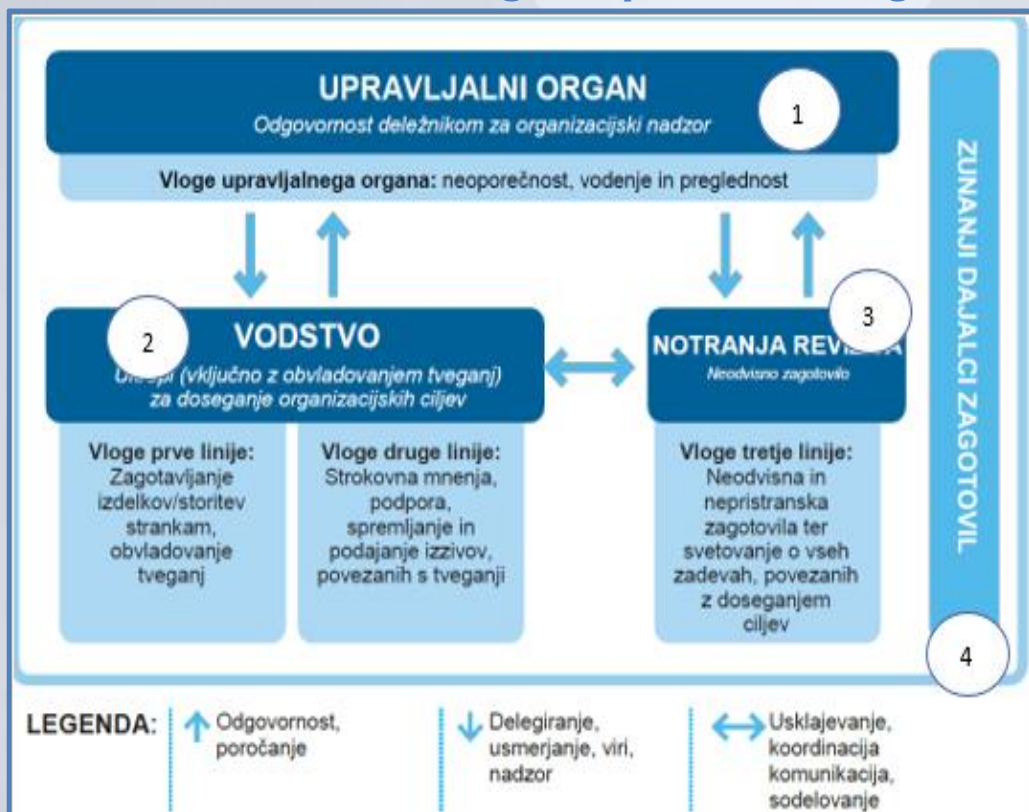 UPRAVLJALNI ORGAN
Odgovornost deležnikom za organizacijski nadzor
1
Vloge upravljalnega organa: neoporečnost, vodenje in preglednost
2
VODSTVO
(vključno z obvladovanjem tveganj)
za doseganje organizacijskih ciljev
3
NOTRANJA
Neodvisno zagotovilo
Vloge prve linije:
Zagotavljanje
izdelkov/storitev
strankam,
obvladovanje
tveganj
Vloge druge linije:
Strokovna mnenja,
podpora,
spremljanje in
podajanje izzivov,
povezanih s tveganji
Vloge tretje linije:
Neodvisna in
nepristranska
zagotovila ter
svetovanje o vseh
zadevah, povezanih
z doseganjem
ciljev
ZUNANJI DAJALCI ZAGOTOVIL
4
LEGENDA:
Odgovornost,
poročanje
Delegiranje,
usmerjanje, viri,
nadzor
Usklajevanje,
koordinacija
komunikacija,
sodelovanje